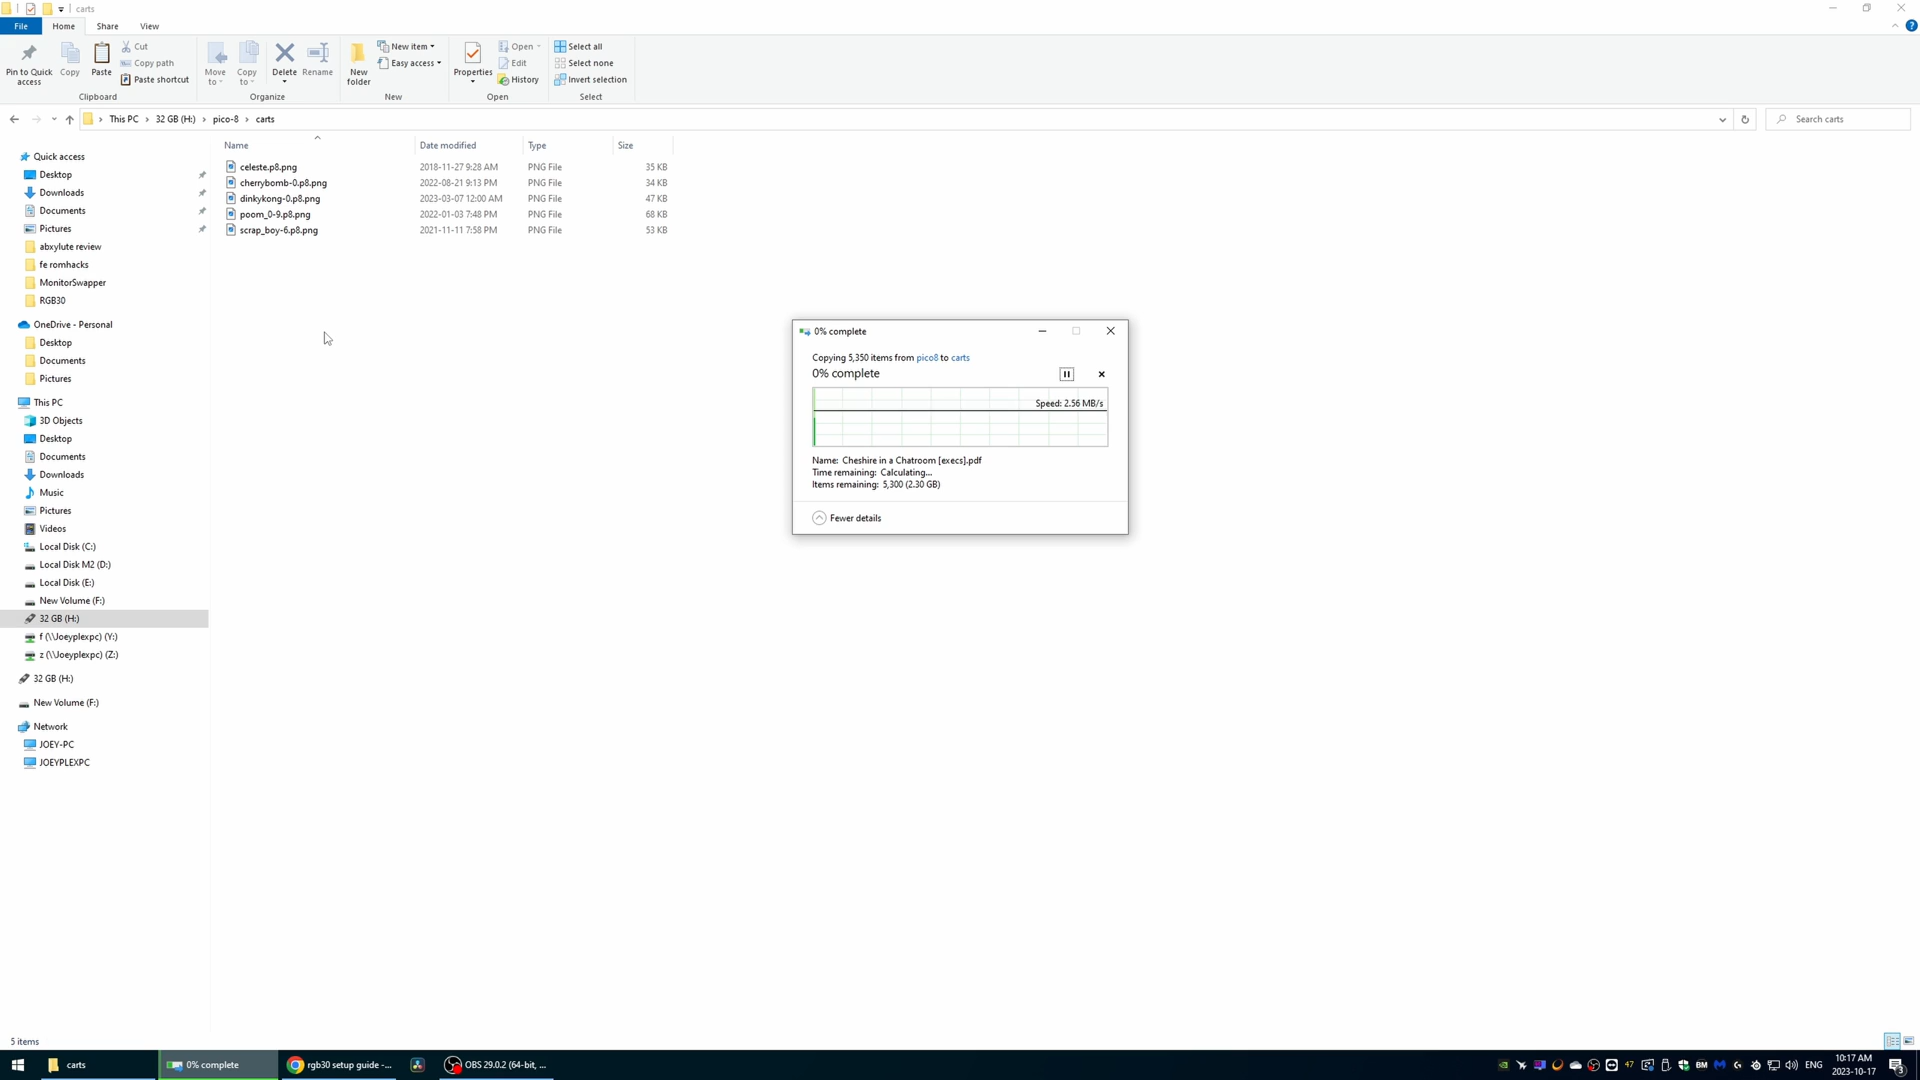 carts
File
Home
Share
View
Pin to Quick access
Copy
Paste
Cut
Copy path
Paste shortcut
Clipboard
Move to
Copy to
Delete
Rename
Organize
New folder
New item
Easy access
New
Properties
Open
Edit
History
Open
Select all
Select none
Invert selection
Select
This PC > 32 GB (H:) > pico-8 > carts
Search carts
Name
Date modified
Type
Size
celeste.p8.png 2018-11-27 9:28 AM PNG File 35 KB
cherrybomb-0.p8.png 2022-08-21 9:13 PM PNG File 34 KB
dinkykong-0.p8.png 2023-03-07 12:00 AM PNG File 47 KB
poom_0-9.p8.png 2022-01-03 7:48 PM PNG File 68 KB
scrap_boy-6.p8.png 2021-11-11 7:58 PM PNG File 53 KB
Quick access
Desktop
Downloads
Documents
Pictures
abxylute review
fe romhacks
MonitorSwapper
RGB30
OneDrive - Personal
Desktop
Documents
Pictures
This PC
3D Objects
Desktop
Documents
Downloads
Music
Pictures
Videos
Local Disk (C:)
Local Disk M2 (D:)
Local Disk (E:)
New Volume (F:)
32 GB (H:)
f (\\Joeyplexpc) (Y:)
z (\\Joeyplexpc) (Z:)
32 GB (H:)
New Volume (F:)
Network
JOEY-PC
JOEYPLEXPC
0% complete
Copying 5,350 items from pico8 to carts
0% complete
Speed: 2.56 MB/s
Name: Cheshire in a Chatroom [execs].pdf
Time remaining: Calculating...
Items remaining: 5,300 (2.30 GB)
Fewer details
5 items
carts
0% complete
rgb30 setup guide -...
OBS 29.0.2 (64-bit, ...
47
BM
ENG
10:17 AM
2023-10-17
3